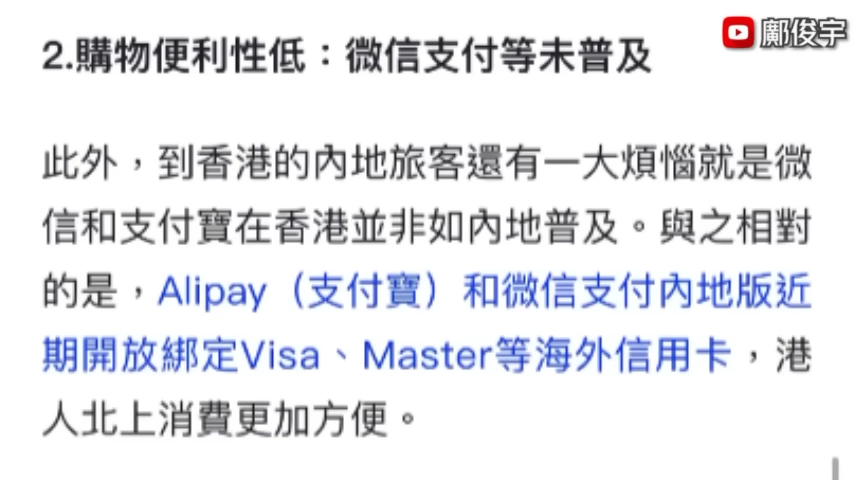 鄺俊宇
2.購物便利性低：微信支付等未普及
此外，到香港的內地旅客還有一大煩惱就是微
信和支付寶在香港並非如內地普及。與之相對
的是，Alipay（支付寶）和微信支付內地版近
期開放綁定Visa、Master等海外信用卡，港
人北上消費更加方便。